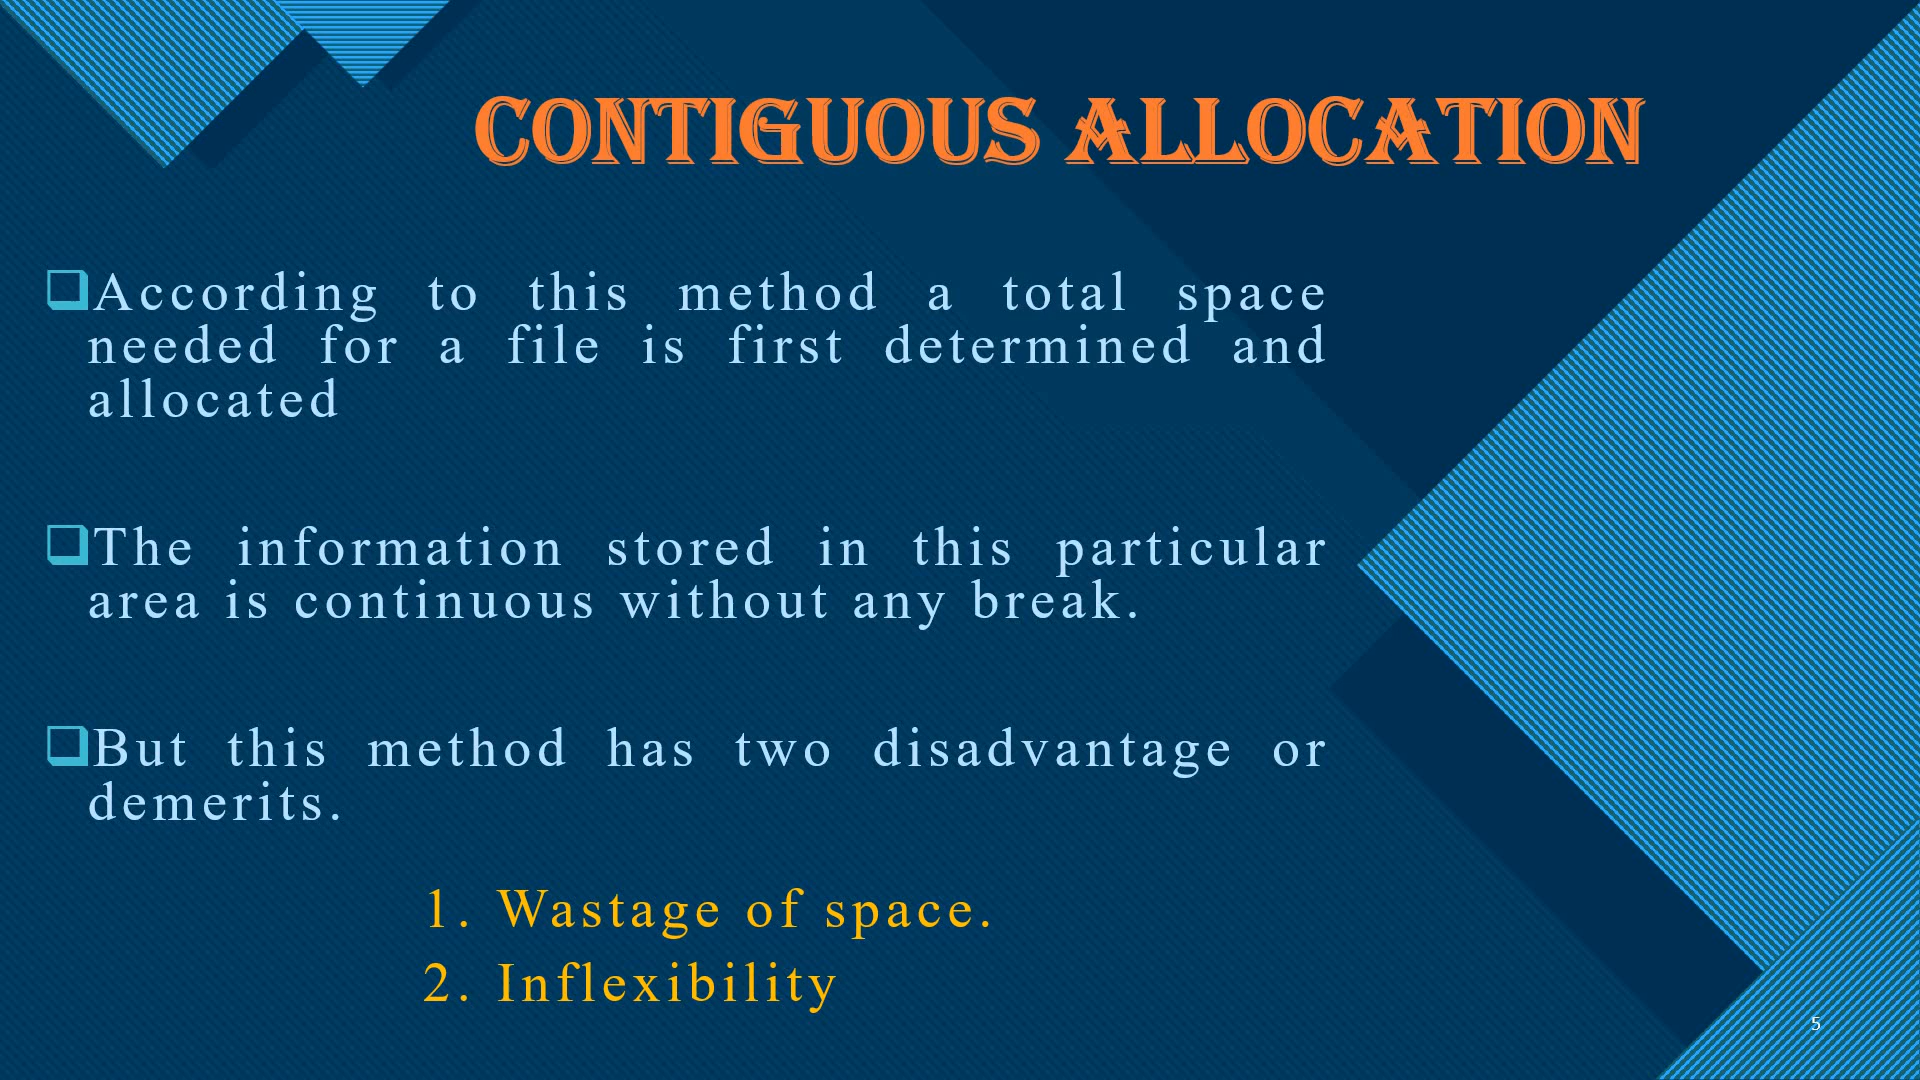 CONTIGUOUS ALLOCATION
According to this method a total space
needed for a file is first determined and
allocated
The information stored in this particular
area is continuous without any break.
But this method has two disadvantage or
demerits.
1. Wastage of space.
2. Inflexibility
5